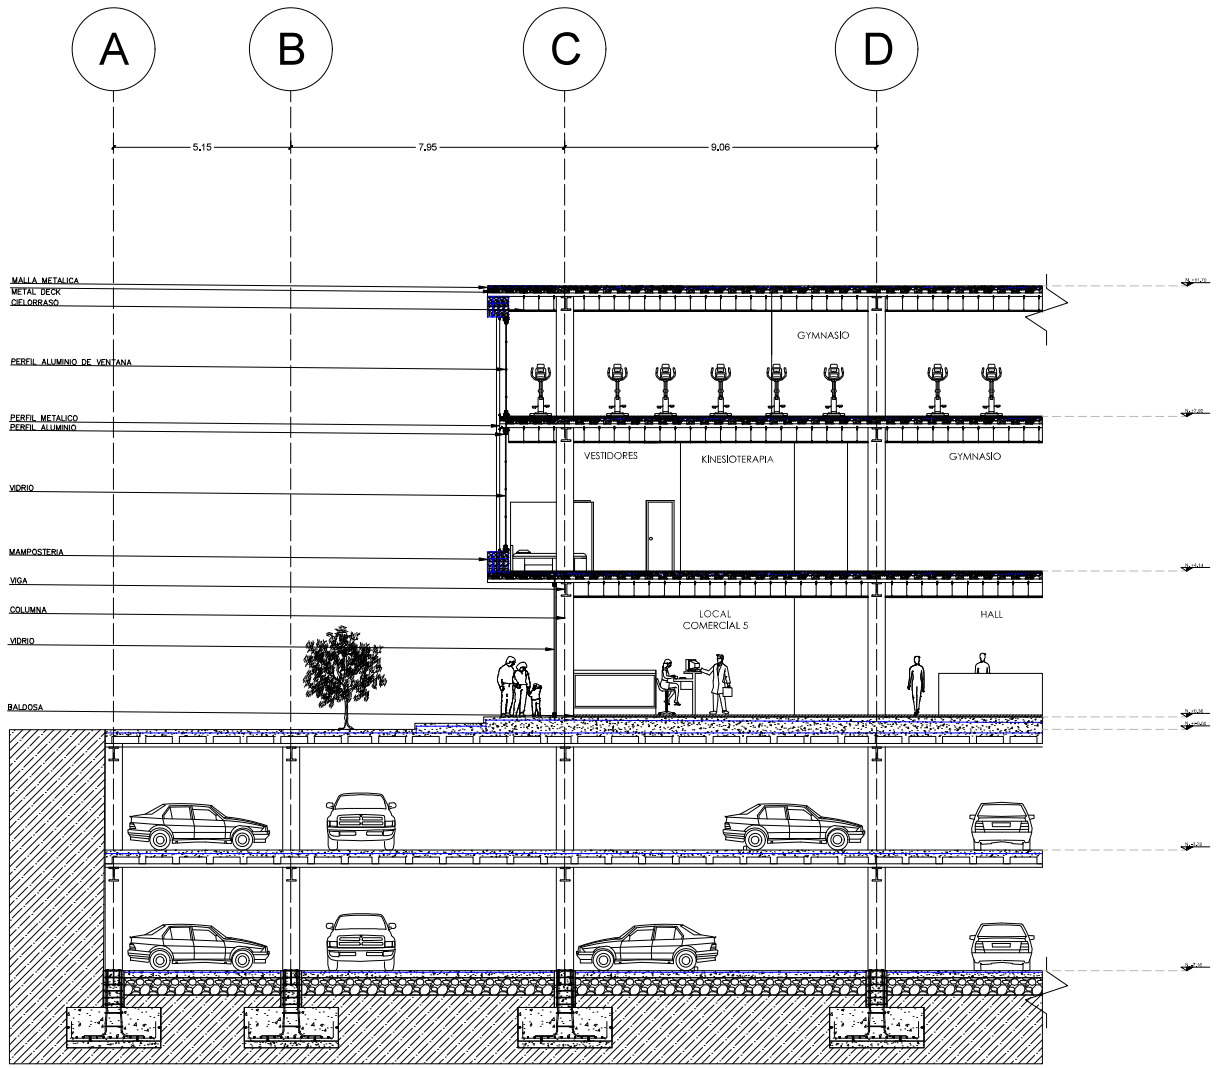 A B C D
5.15 7.95 9.06
MALLA METALICA
METAL DECK
CIELORRASO
GYMNASIO
PERFIL ALUMINIO DE VENTANA
PERFIL METALICO
PERFIL ALUMINIO
VESTIDORES KINESIOTERAPIA GYMNASIO
VIDRIO
MAMPOSTERIA
VIGA
COLUMNA
LOCAL
COMERCIAL 5
HALL
VIDRIO
BALDOSA